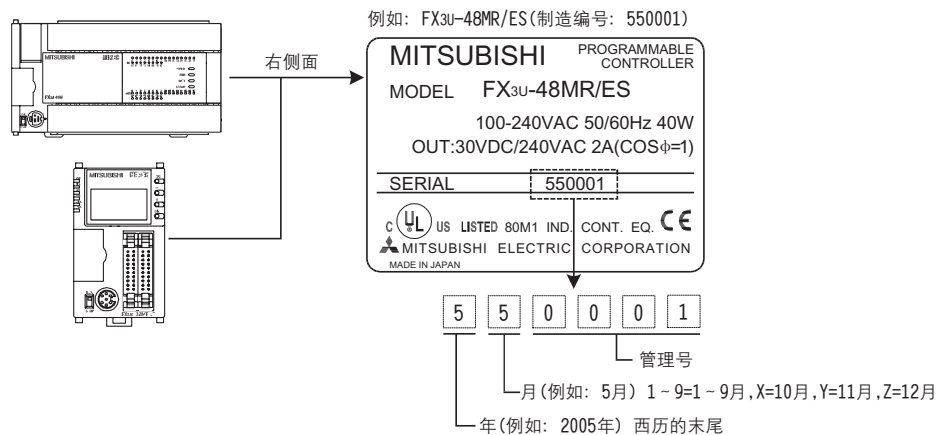 例如: FX3U-48MR/ES(制造编号: 550001)
右侧面
MITSUBISHI
PROGRAMMABLE
CONTROLLER
MODEL FX3U-48MR/ES
100-240VAC 50/60Hz 40W
OUT:30VDC/240VAC 2A(COSφ=1)
SERIAL 550001
C UL US LISTED 80M1 IND. CONT. EQ. CE
MITSUBISHI ELECTRIC CORPORATION
MADE IN JAPAN
MITSUBISHI
MITSUBISHI
5 5 0 0 0 1
管理号
月(例如: 5月) 1~9=1~9月,X=10月,Y=11月,Z=12月
年(例如: 2005年) 西历的末尾